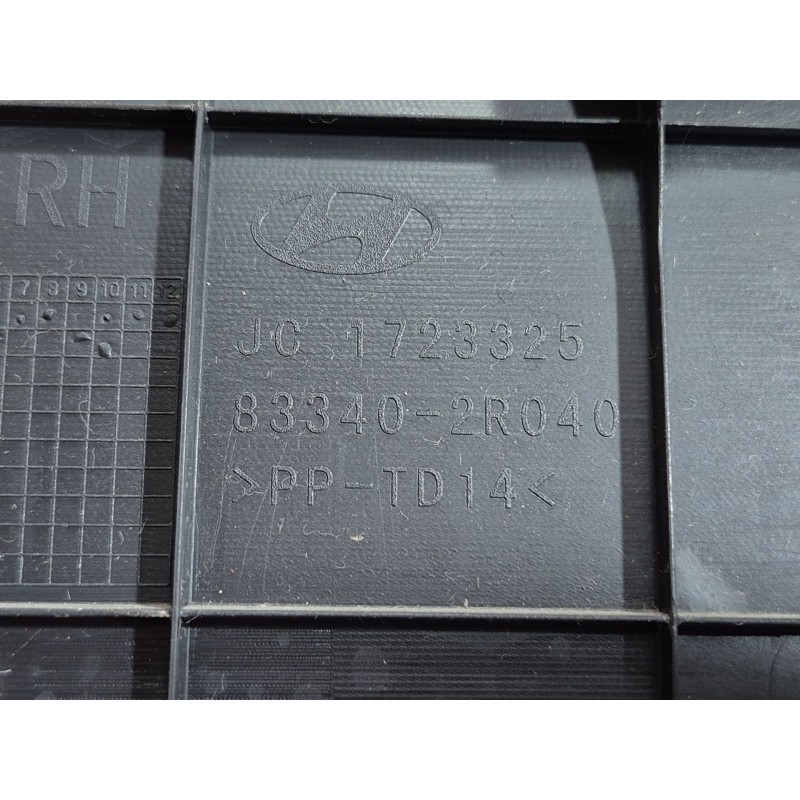 RH
7 8 9 10 11 12
JC 1723325
83340-2R040
>PP-TD14<